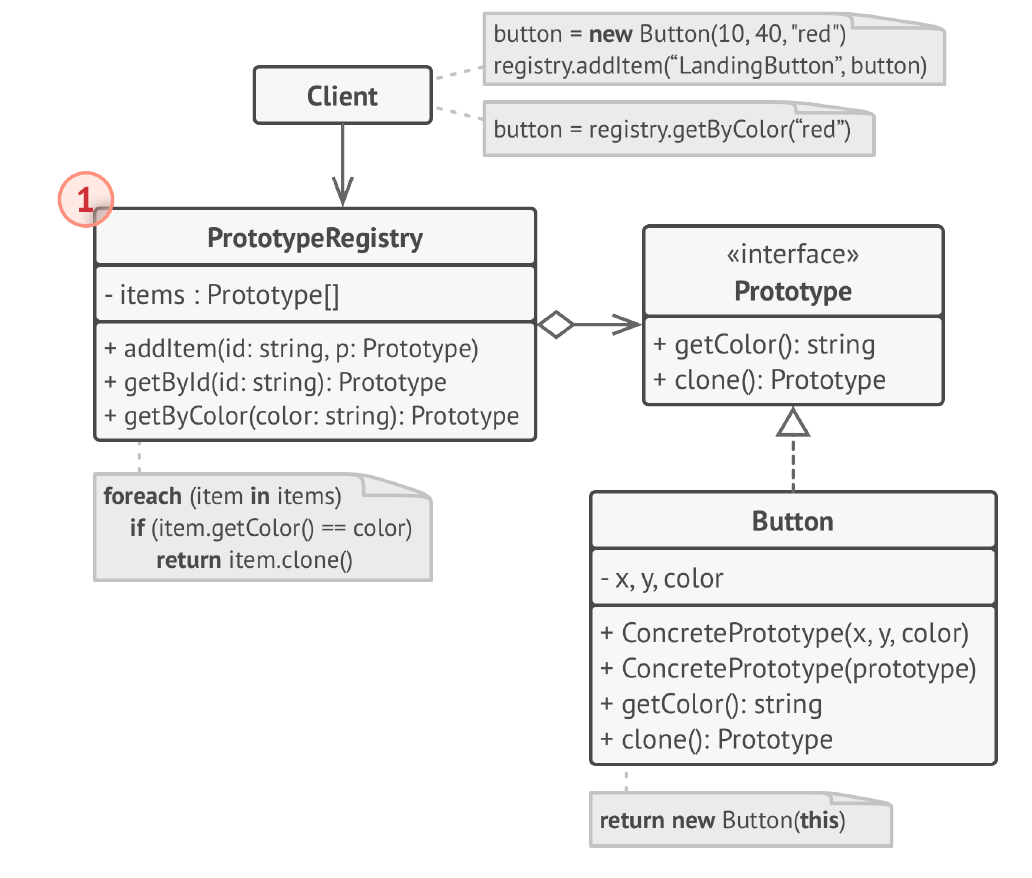 button = new Button(10, 40, "red")
registry.addItem(“LandingButton”, button)
Client
button = registry.getByColor(“red”)
1
PrototypeRegistry
- items : Prototype[]
+ addItem(id: string, p: Prototype)
+ getById(id: string): Prototype
+ getByColor(color: string): Prototype
foreach (item in items)
if (item.getColor() == color)
return item.clone()
«interface»
Prototype
+ getColor(): string
+ clone(): Prototype
Button
- x, y, color
+ ConcretePrototype(x, y, color)
+ ConcretePrototype(prototype)
+ getColor(): string
+ clone(): Prototype
return new Button(this)